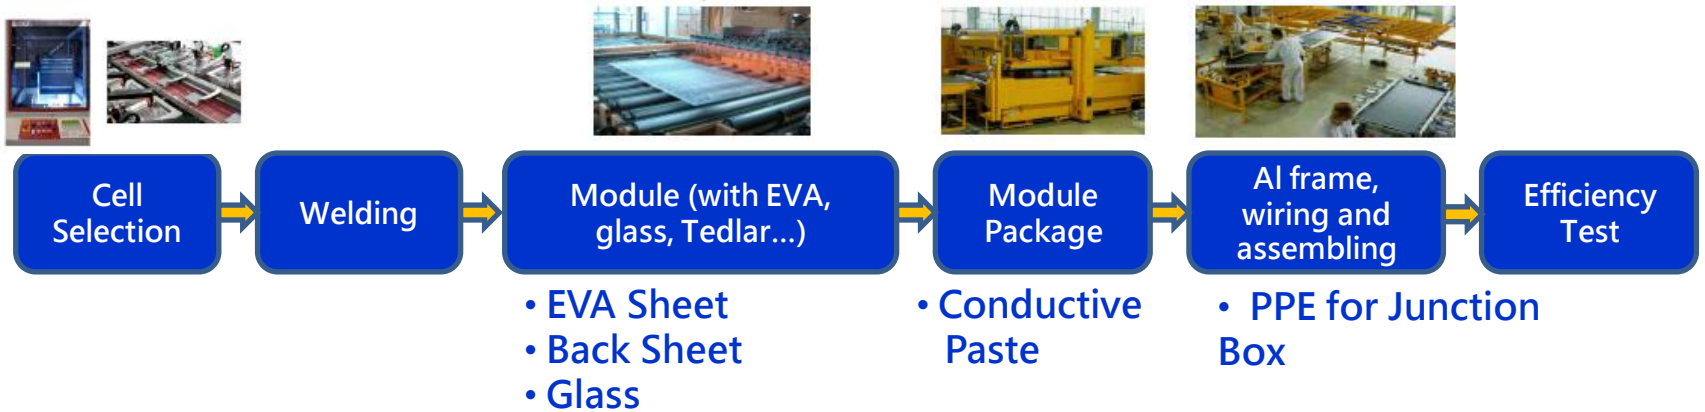 Cell
Selection
Welding
Module (with EVA,
glass, Tedlar...)
Module
Package
Al frame,
wiring and
assembling
Efficiency
Test
• EVA Sheet
• Back Sheet
• Glass
• Conductive
Paste
• PPE for Junction
Box